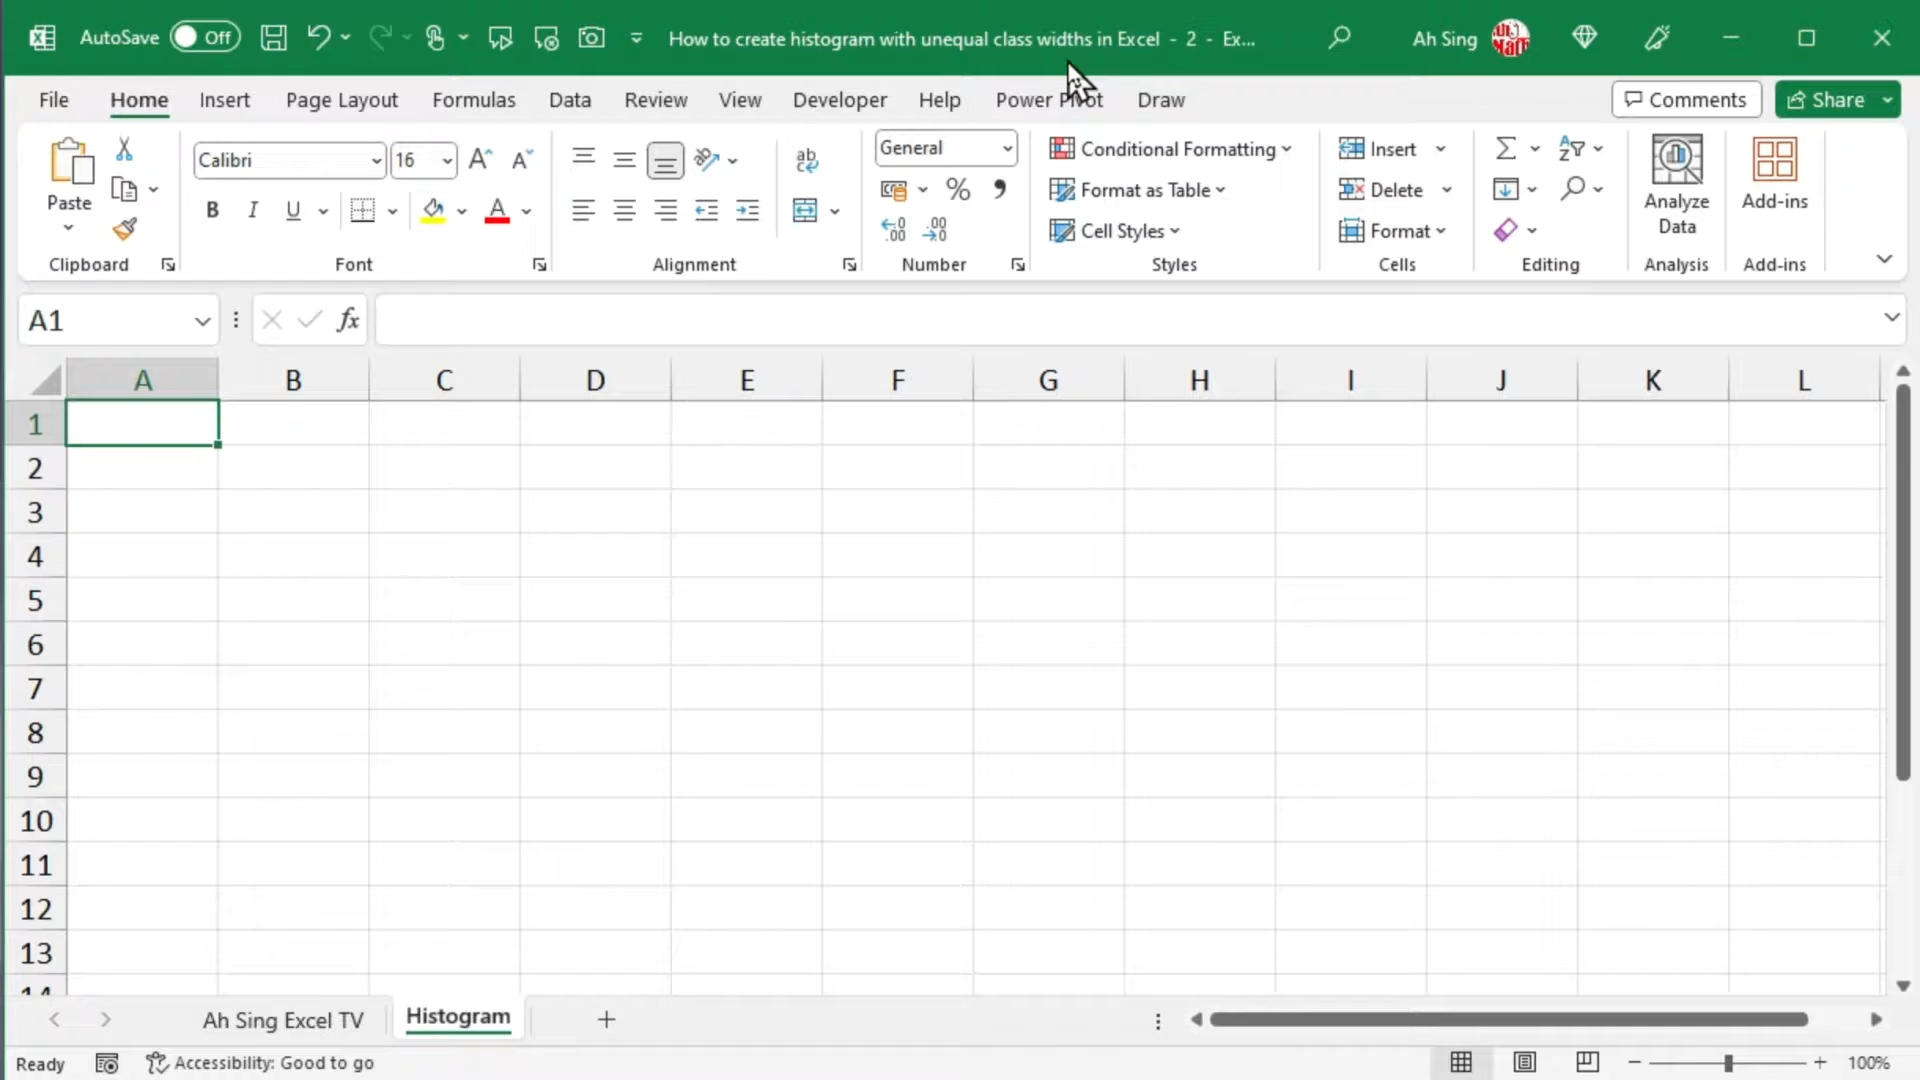 AutoSave Off How to create histogram with unequal class widths in Excel - 2 - Ex... Ah Sing
File Home Insert Page Layout Formulas Data Review View Developer Help Power Pivot Draw Comments Share
Calibri 16 General Conditional Formatting Insert
Paste Format as Table Delete Analyze Data Add-ins
B I U A Cell Styles Format
Clipboard Font Alignment Number Styles Cells Editing Analysis Add-ins
A1 fx
A B C D E F G H I J K L
1
2
3
4
5
6
7
8
9
10
11
12
13
14
Ah Sing Excel TV Histogram
Ready Accessibility: Good to go 100%